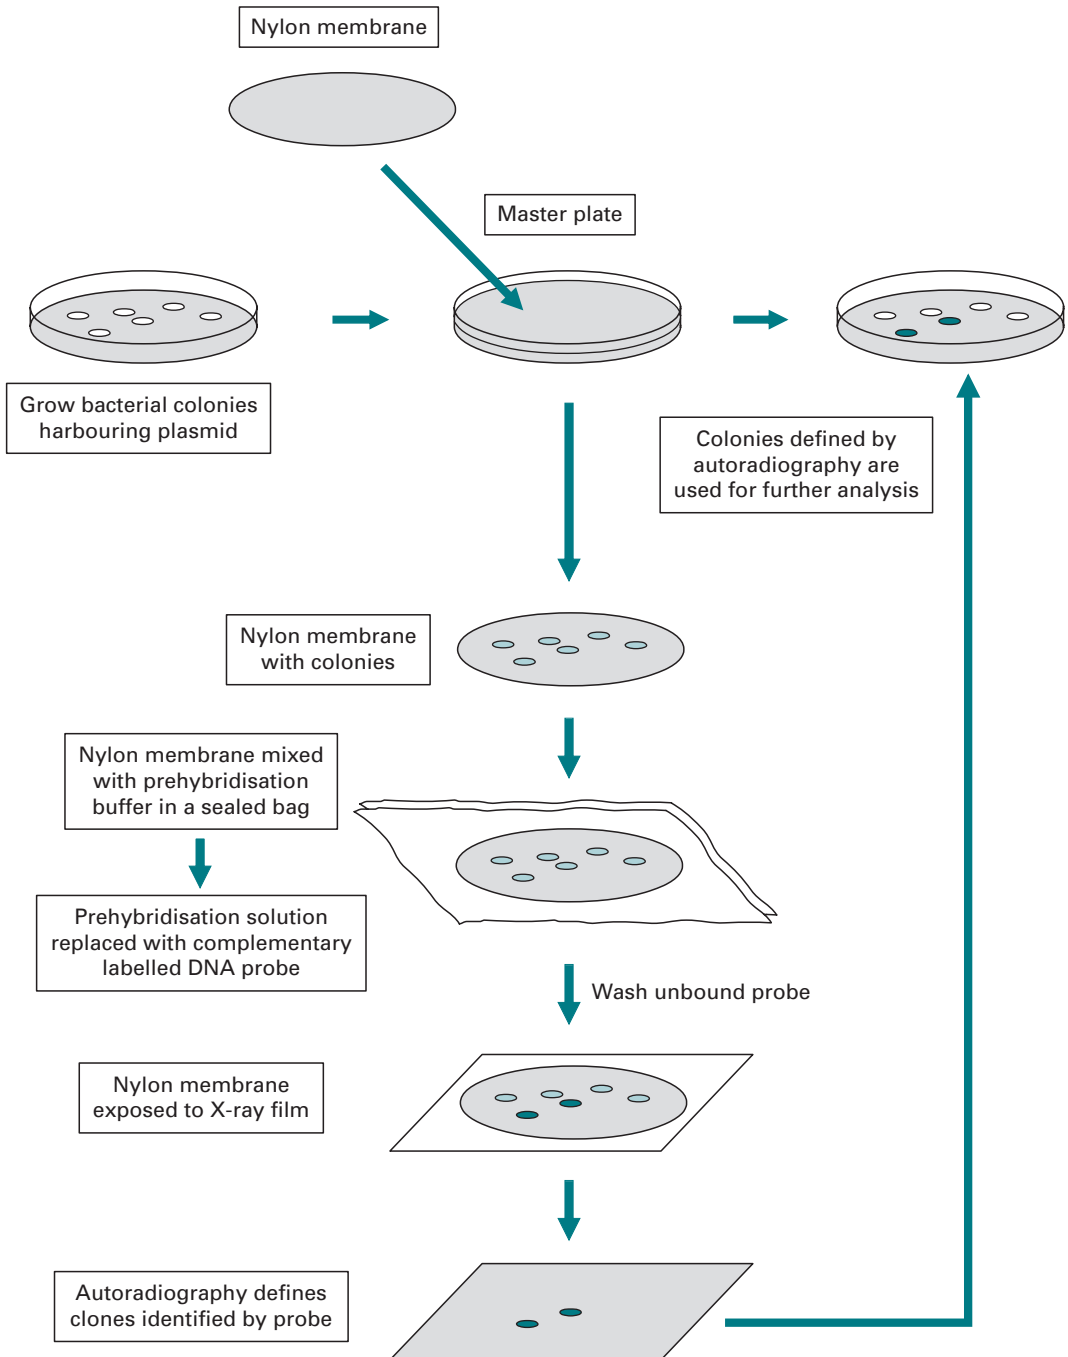 Nylon membrane
Master plate
Grow bacterial colonies
harbouring plasmid
Colonies defined by
autoradiography are
used for further analysis
Nylon membrane
with colonies
Nylon membrane mixed
with prehybridisation
buffer in a sealed bag
Prehybridisation solution
replaced with complementary
labelled DNA probe
Wash unbound probe
Nylon membrane
exposed to X-ray film
Autoradiography defines
clones identified by probe